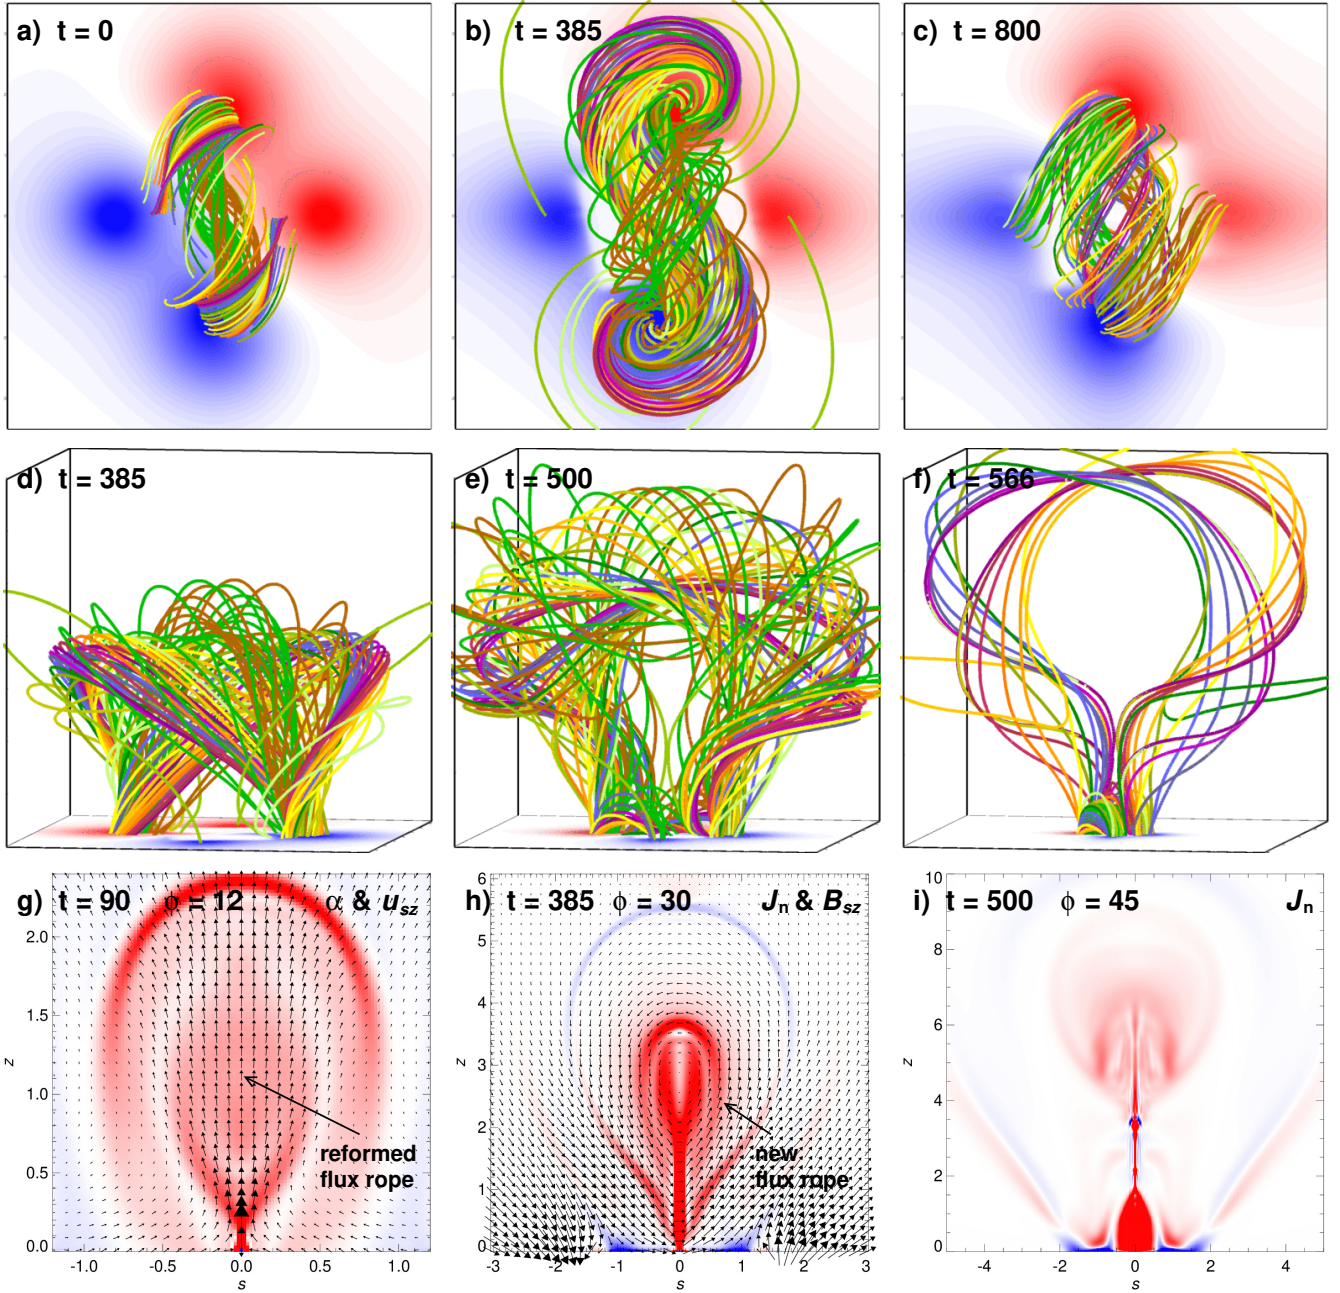 a) t = 0
b) t = 385
c) t = 800
d) t = 385
e) t = 500
f) t = 566
g) t = 90 ϕ = 12 α & u_sz
2.0
1.5
z
1.0
0.5
0.0
reformed
flux rope
-1.0 -0.5 0.0 0.5 1.0
s
h) t = 385 ϕ = 30 J_n & B_sz
6
5
4
z
3
2
1
0
new
flux rope
-3 -2 -1 0 1 2 3
s
i) t = 500 ϕ = 45 J_n
10
8
6
z
4
2
0
-4 -2 0 2 4
s